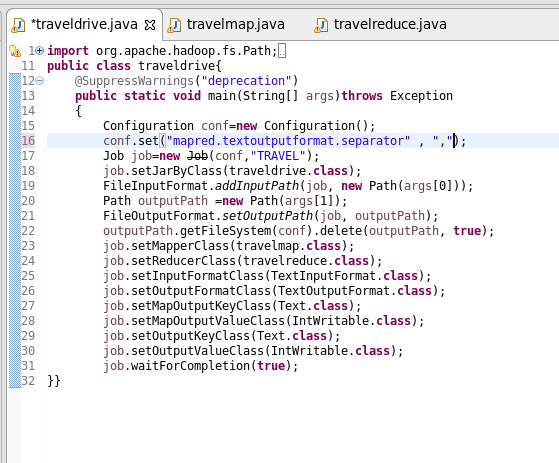 *traveldrive.java travelmap.java travelreduce.java
1 import org.apache.hadoop.fs.Path;
11 public class traveldrive{
12 @SuppressWarnings("deprecation")
13 public static void main(String[] args)throws Exception
14 {
15 Configuration conf=new Configuration();
16 conf.set("mapred.textoutputformat.separator" , ",");
17 Job job=new Job(conf,"TRAVEL");
18 job.setJarByClass(traveldrive.class);
19 FileInputFormat.addInputPath(job, new Path(args[0]));
20 Path outputPath =new Path(args[1]);
21 FileOutputFormat.setOutputPath(job, outputPath);
22 outputPath.getFileSystem(conf).delete(outputPath, true);
23 job.setMapperClass(travelmap.class);
24 job.setReducerClass(travelreduce.class);
25 job.setInputFormatClass(TextInputFormat.class);
26 job.setOutputFormatClass(TextOutputFormat.class);
27 job.setMapOutputKeyClass(Text.class);
28 job.setMapOutputValueClass(IntWritable.class);
29 job.setOutputKeyClass(Text.class);
30 job.setOutputValueClass(IntWritable.class);
31 job.waitForCompletion(true);
32 }}